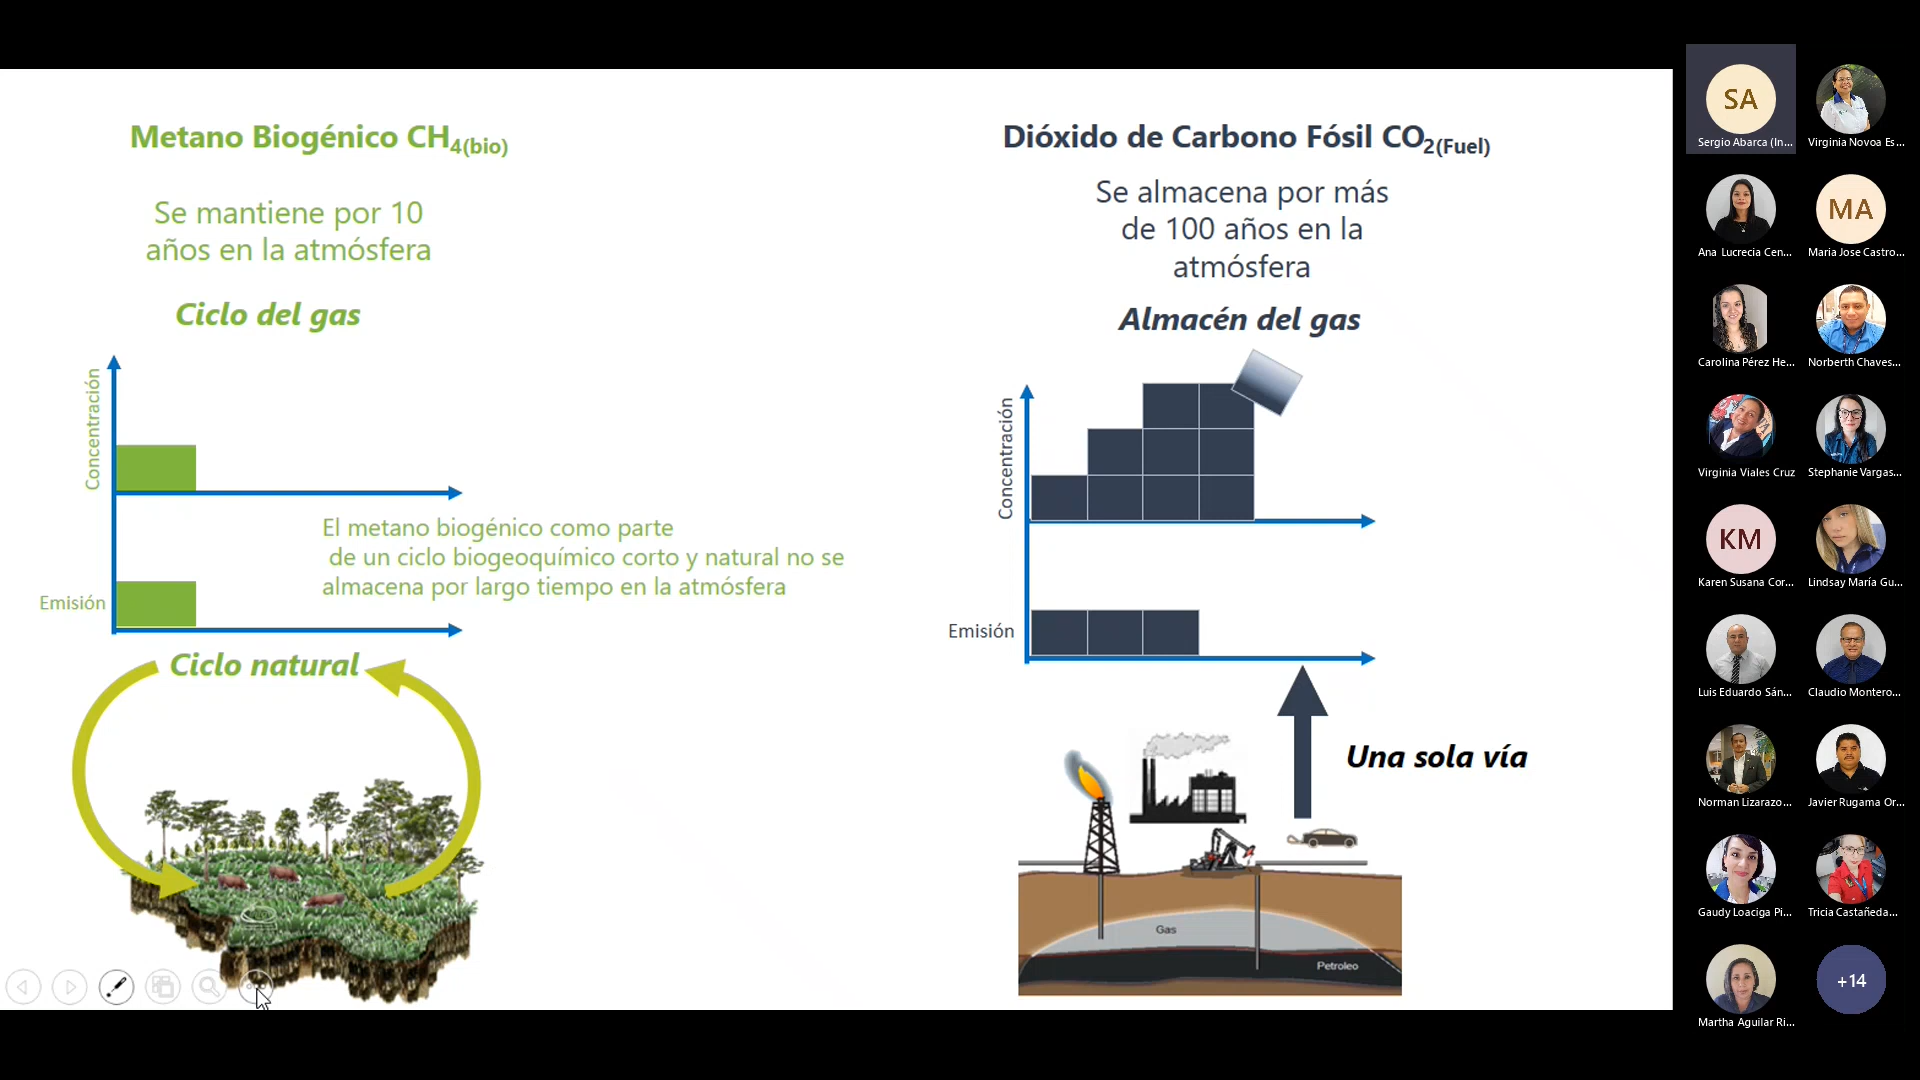 Metano Biogénico CH4(bio)
Se mantiene por 10
años en la atmósfera
Ciclo del gas
Concentración
El metano biogénico como parte
de un ciclo biogeoquímico corto y natural no se
almacena por largo tiempo en la atmósfera
Emisión
Ciclo natural
Dióxido de Carbono Fósil CO2(Fuel)
Se almacena por más
de 100 años en la
atmósfera
Almacén del gas
Concentración
Emisión
Una sola vía
Gas
Petroleo
SA
Sergio Abarca (In...
Virginia Novoa Es...
MA
Ana Lucrecia Cen...
Maria Jose Castro...
Carolina Pérez He...
Norberth Chaves...
Virginia Viales Cruz
Stephanie Vargas...
KM
Karen Susana Cor...
Lindsay María Gu...
Luis Eduardo Sán...
Claudio Montero...
Norman Lizarazo...
Javier Rugama Or...
Gaudy Loaciga Pi...
Tricia Castañeda...
+14
Martha Aguilar Ri...